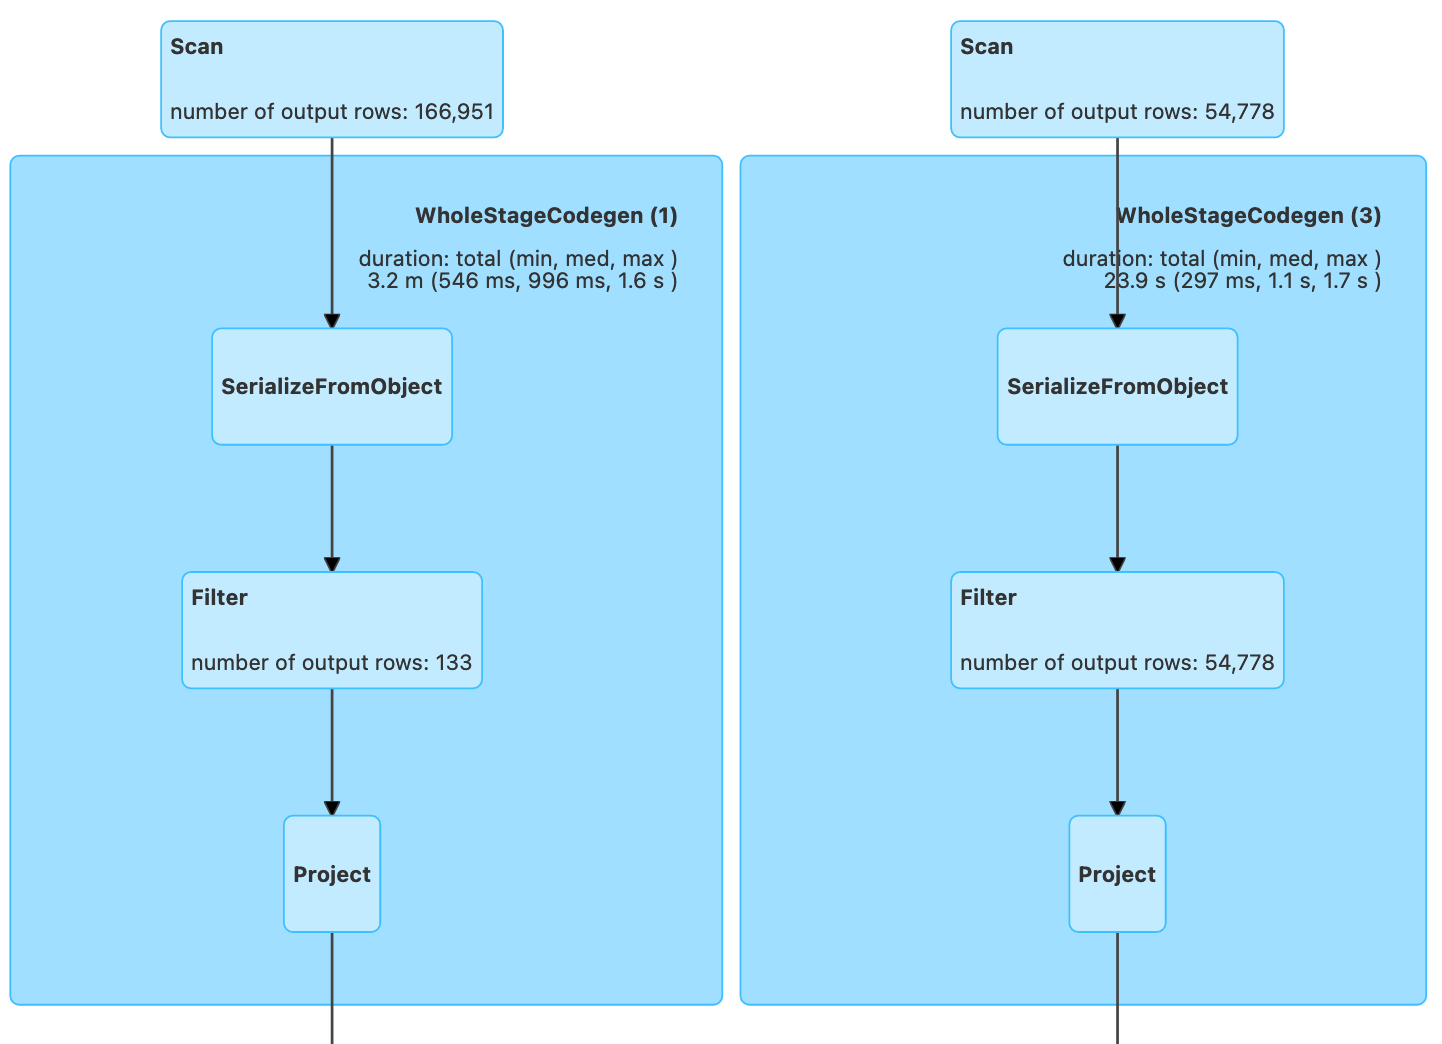 Scan
number of output rows: 166,951
WholeStageCodegen (1)
duration: total (min, med, max )
3.2 m (546 ms, 996 ms, 1.6 s )
SerializeFromObject
Filter
number of output rows: 133
Project
Scan
number of output rows: 54,778
WholeStageCodegen (3)
duration: total (min, med, max )
23.9 s (297 ms, 1.1 s, 1.7 s )
SerializeFromObject
Filter
number of output rows: 54,778
Project